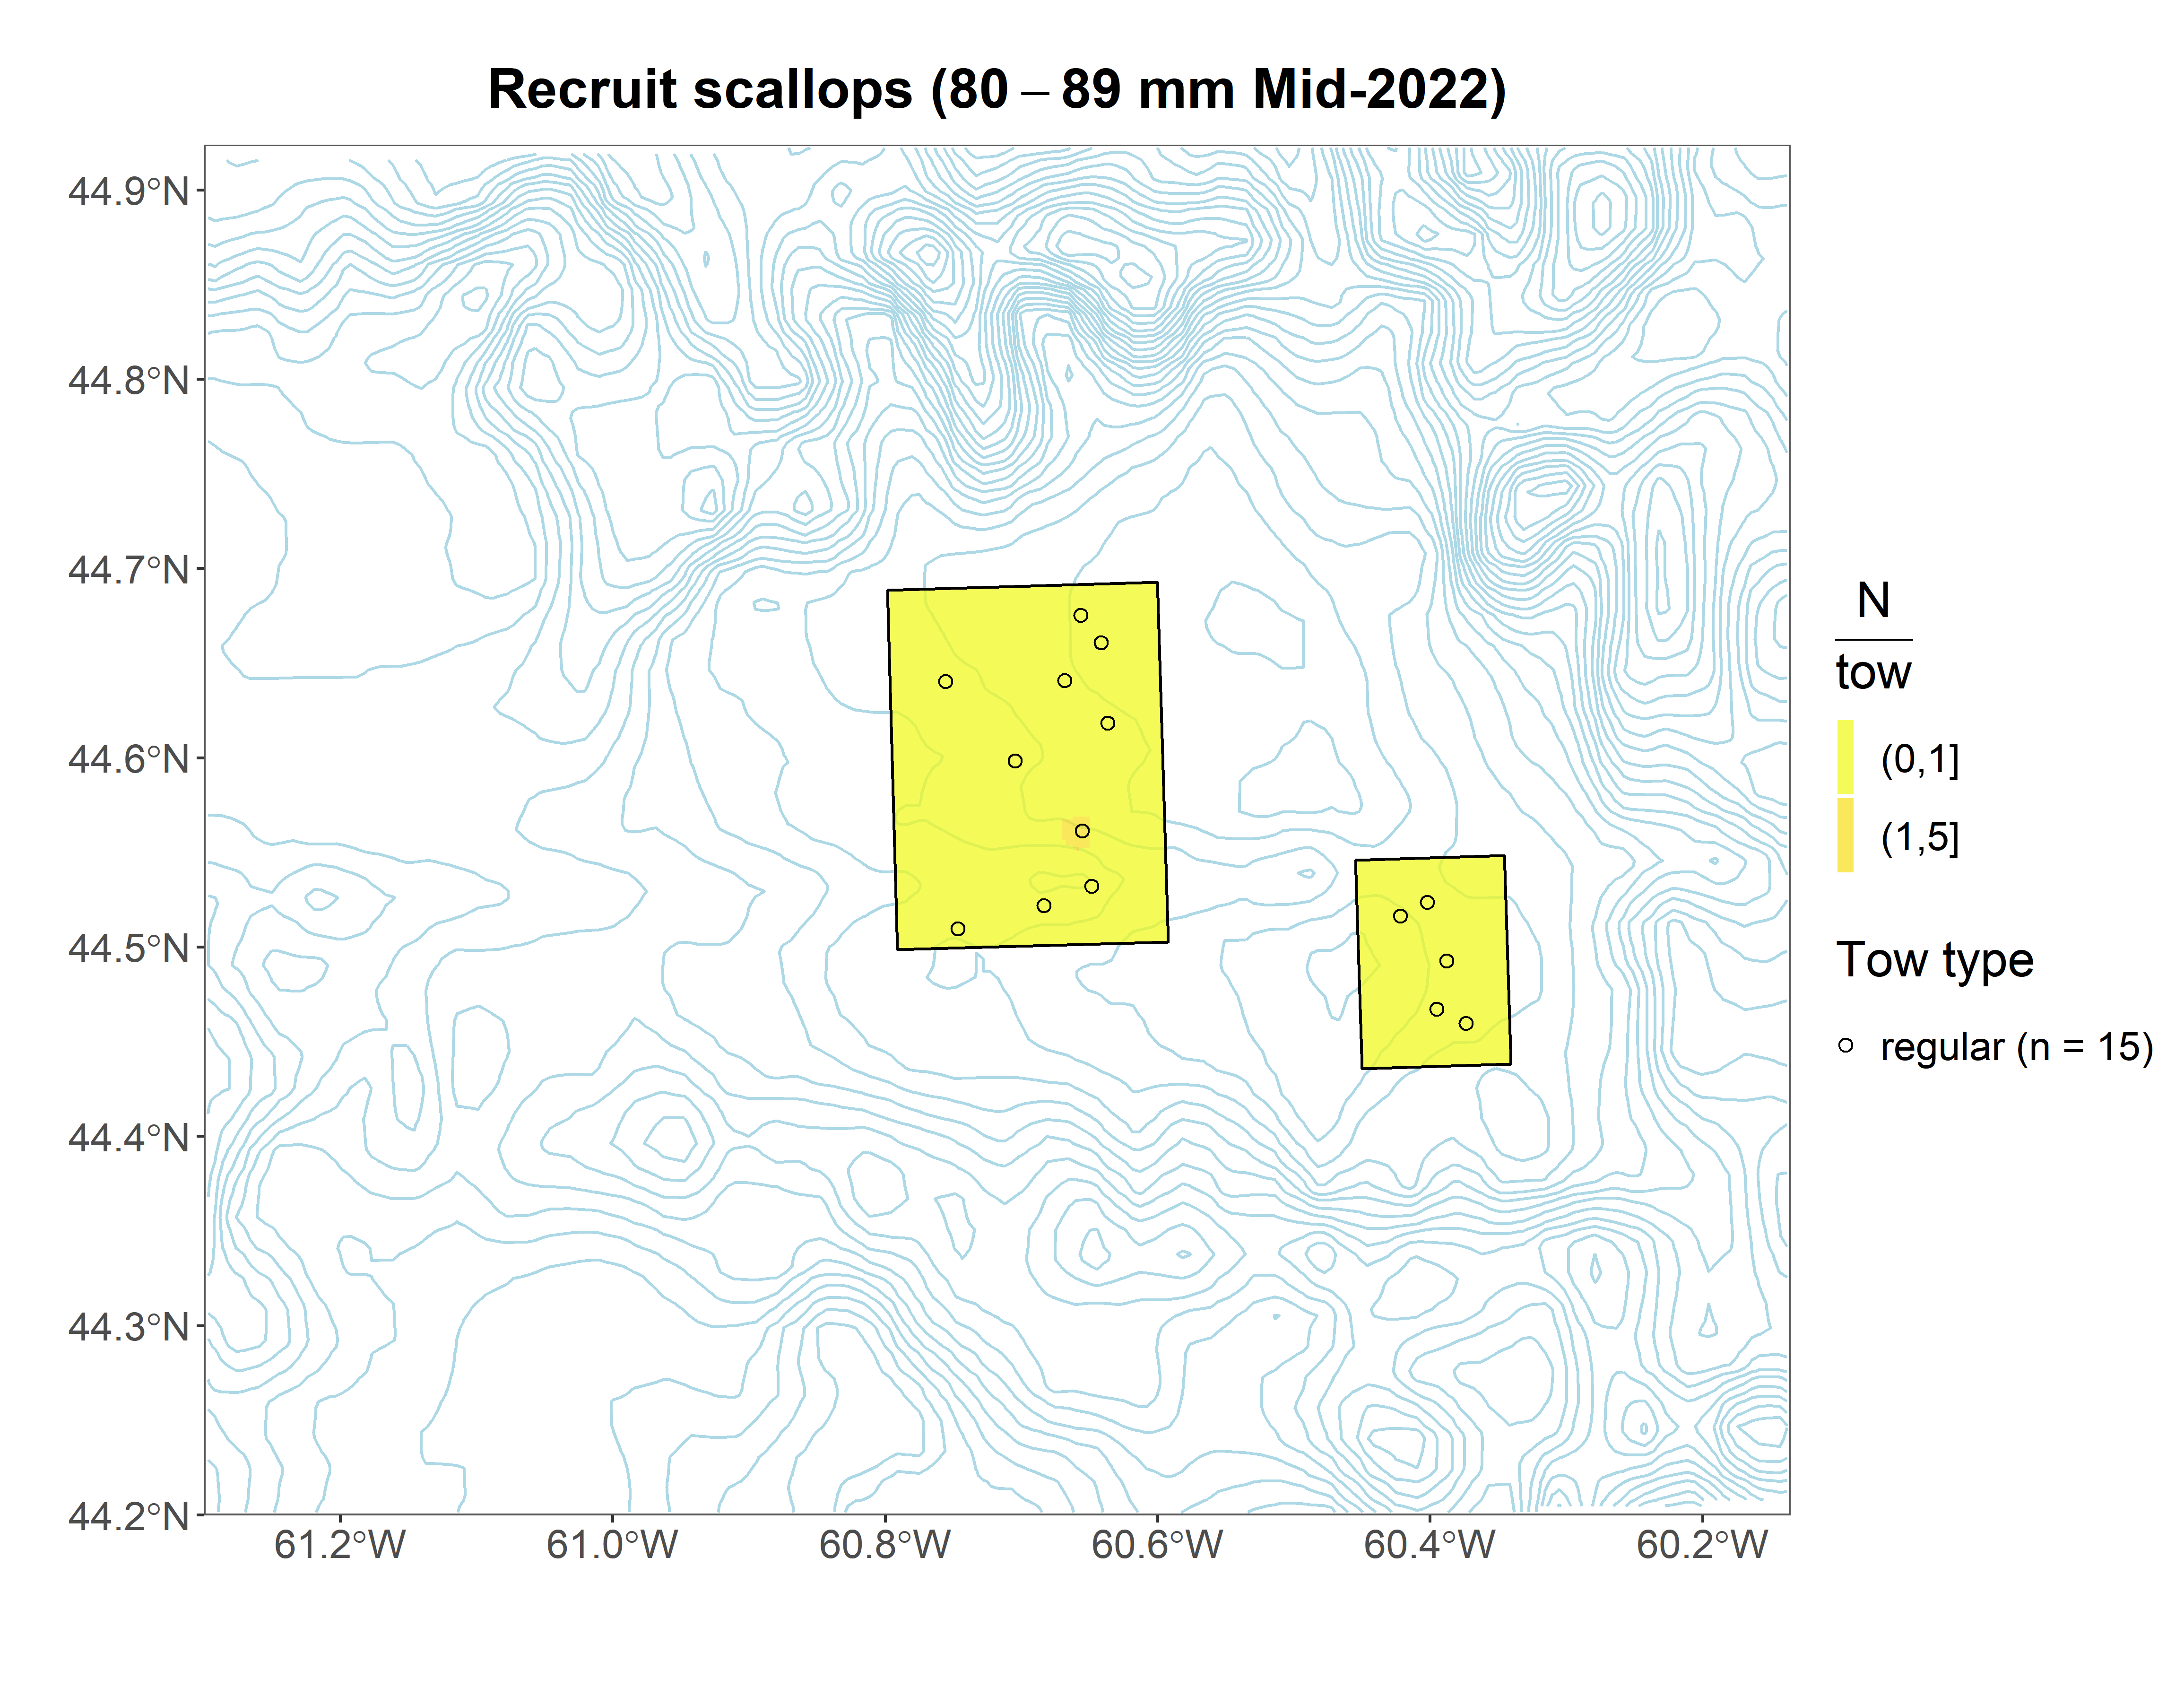 Recruit scallops (80 – 89 mm Mid-2022)
44.9°N
44.8°N
44.7°N
44.6°N
44.5°N
44.4°N
44.3°N
44.2°N
61.2°W
61.0°W
60.8°W
60.6°W
60.4°W
60.2°W
N
tow
(0,1]
(1,5]
Tow type
regular (n = 15)